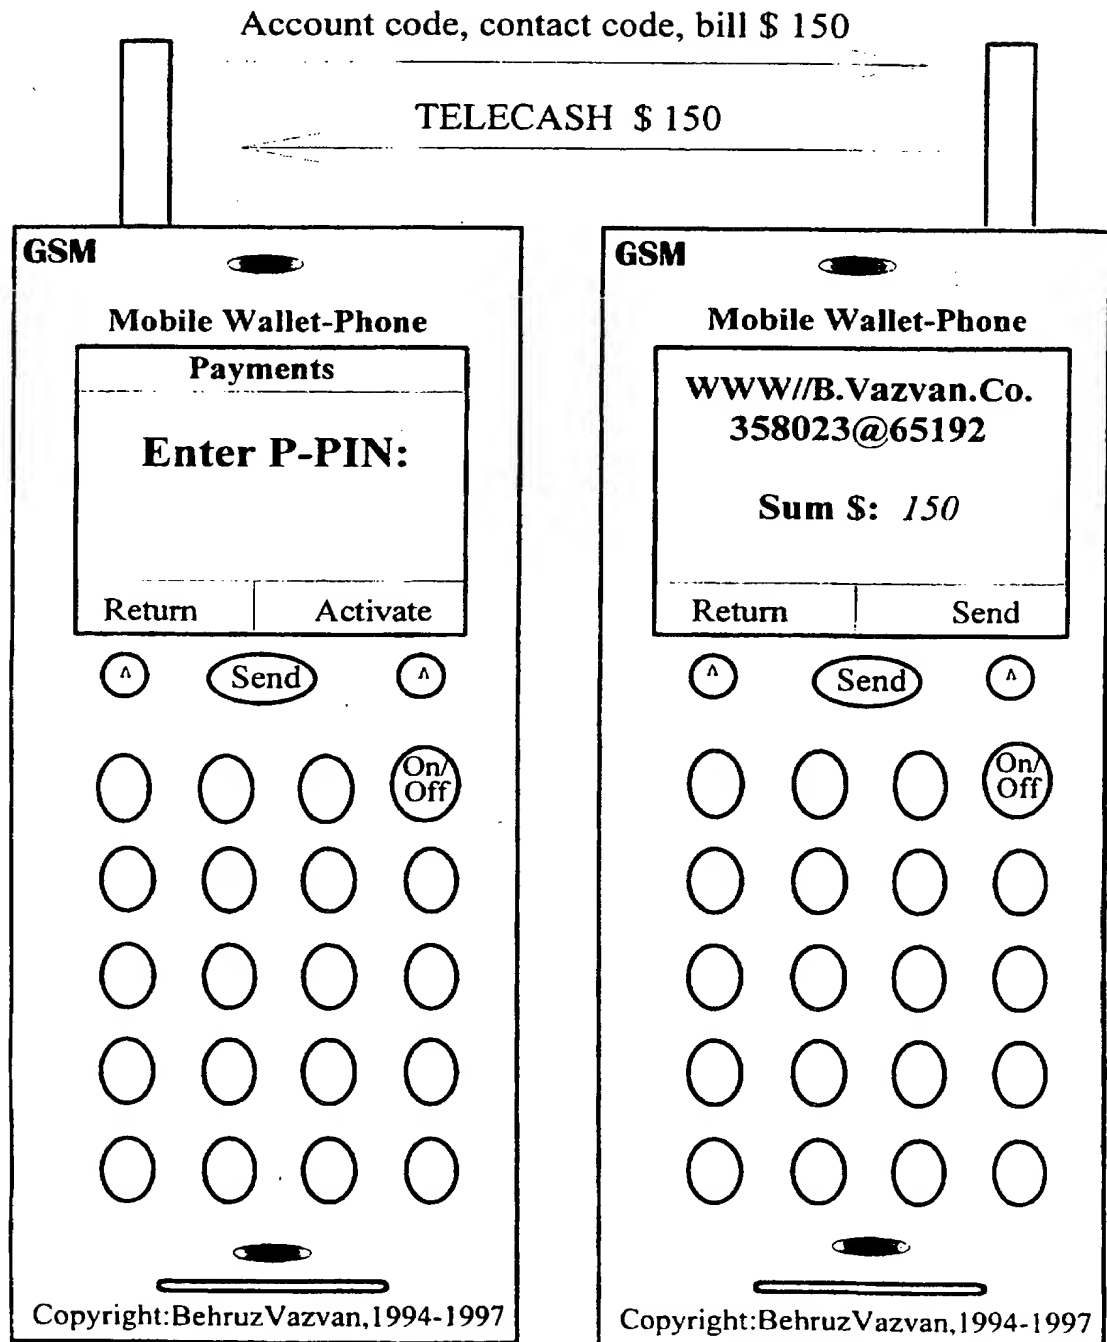 Account code, contact code, bill $ 150
TELECASH $ 150
GSM
Mobile Wallet-Phone
Payments
Enter P-PIN:
Return Activate
^ Send ^
On/
Off
Copyright:BehruzVazvan,1994-1997
GSM
Mobile Wallet-Phone
WWW//B.Vazvan.Co.
358023@65192
Sum $: 150
Return Send
^ Send ^
On/
Off
Copyright:BehruzVazvan,1994-1997